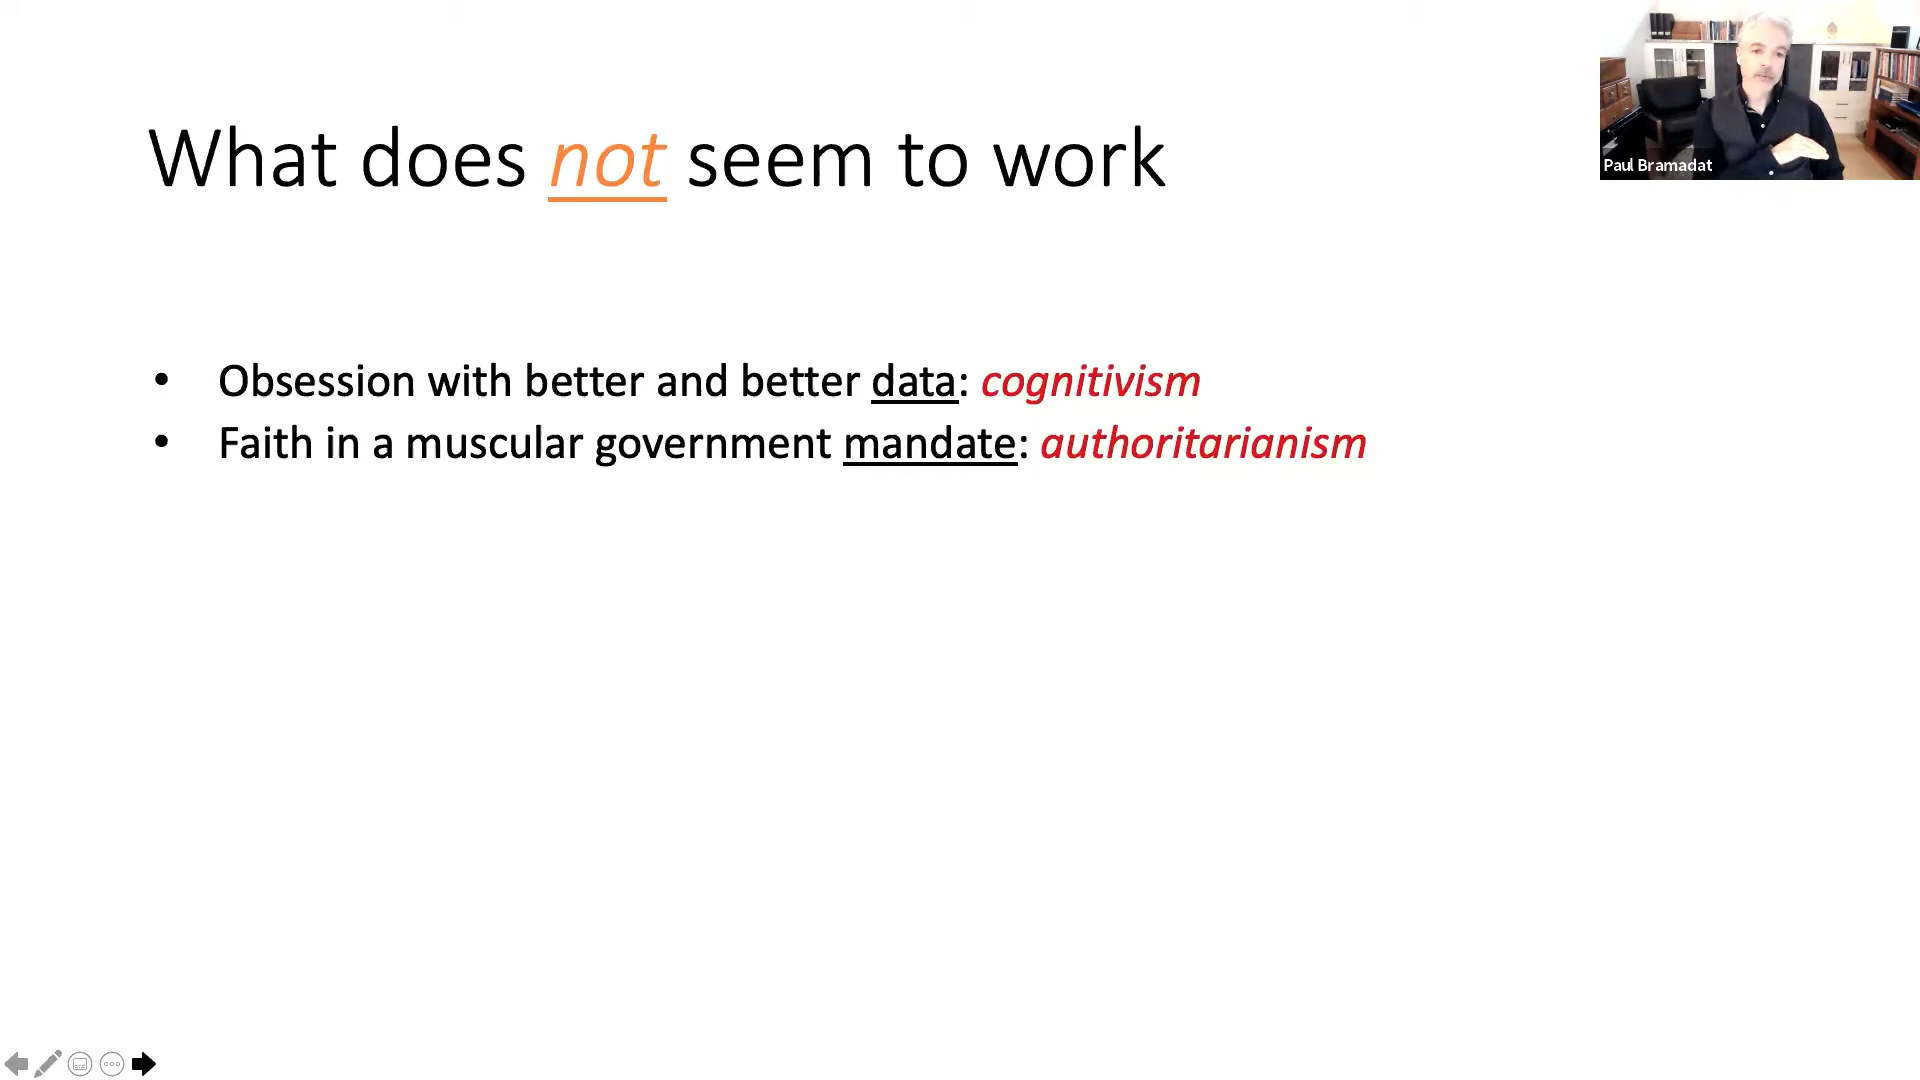 What does not seem to work
Paul Bramadat
• Obsession with better and better data: cognitivism
• Faith in a muscular government mandate: authoritarianism